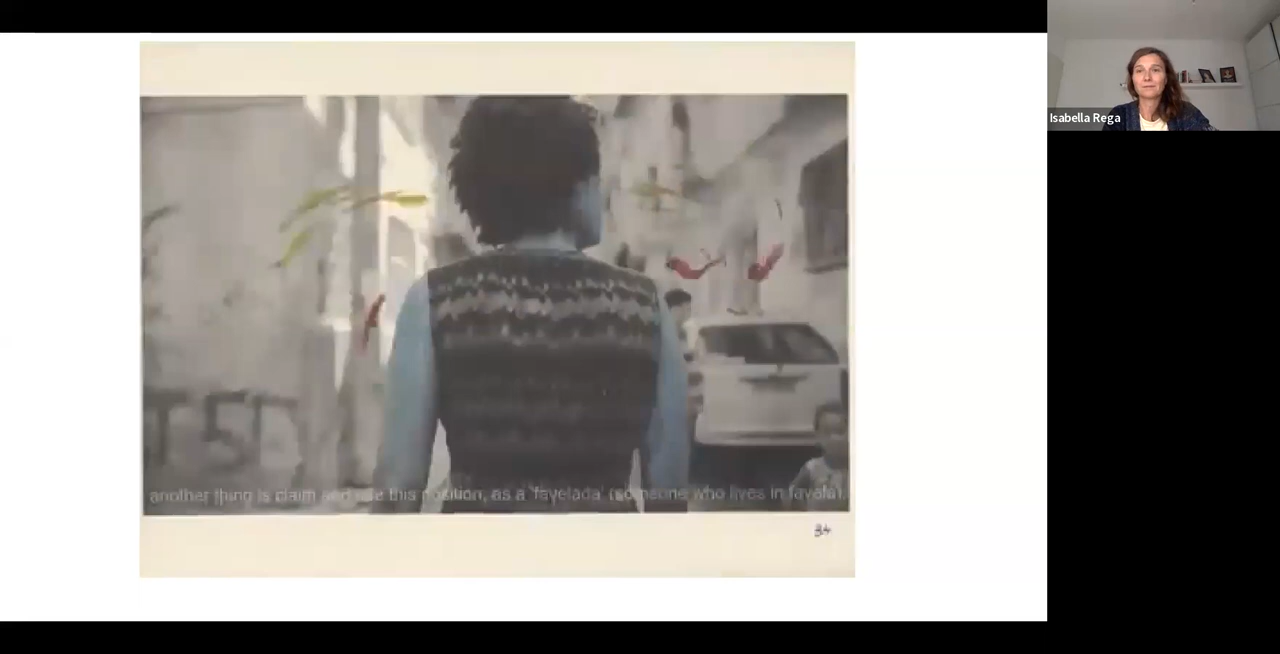 Isabella Rega
another thing is claim and use this position, as a 'favelada' (someone who lives in favela),